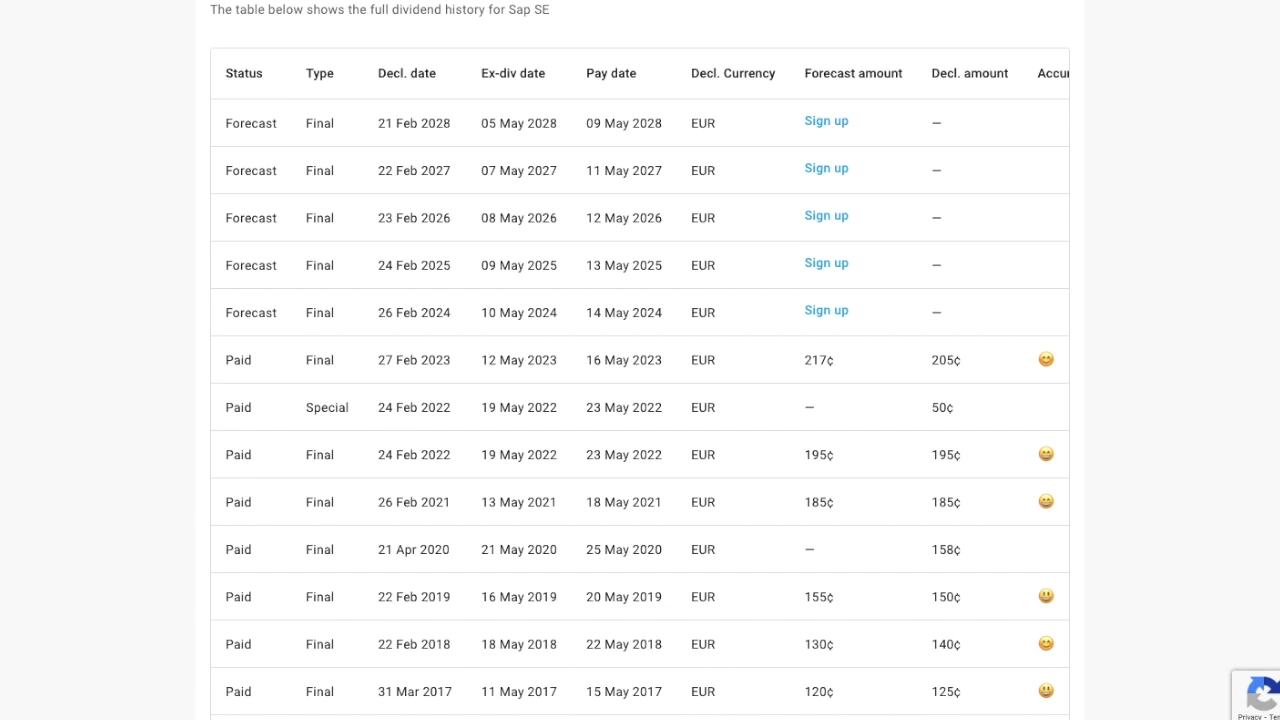 The table below shows the full dividend history for Sap SE
Status Type Decl. date Ex-div date Pay date Decl. Currency Forecast amount Decl. amount Accu
Forecast Final 21 Feb 2028 05 May 2028 09 May 2028 EUR Sign up —
Forecast Final 22 Feb 2027 07 May 2027 11 May 2027 EUR Sign up —
Forecast Final 23 Feb 2026 08 May 2026 12 May 2026 EUR Sign up —
Forecast Final 24 Feb 2025 09 May 2025 13 May 2025 EUR Sign up —
Forecast Final 26 Feb 2024 10 May 2024 14 May 2024 EUR Sign up —
Paid Final 27 Feb 2023 12 May 2023 16 May 2023 EUR 217¢ 205¢ 😊
Paid Special 24 Feb 2022 19 May 2022 23 May 2022 EUR — 50¢
Paid Final 24 Feb 2022 19 May 2022 23 May 2022 EUR 195¢ 195¢ 😀
Paid Final 26 Feb 2021 13 May 2021 18 May 2021 EUR 185¢ 185¢ 😀
Paid Final 21 Apr 2020 21 May 2020 25 May 2020 EUR — 158¢
Paid Final 22 Feb 2019 16 May 2019 20 May 2019 EUR 155¢ 150¢ 😃
Paid Final 22 Feb 2018 18 May 2018 22 May 2018 EUR 130¢ 140¢ 😊
Paid Final 31 Mar 2017 11 May 2017 15 May 2017 EUR 120¢ 125¢ 😃
Privacy - Ter